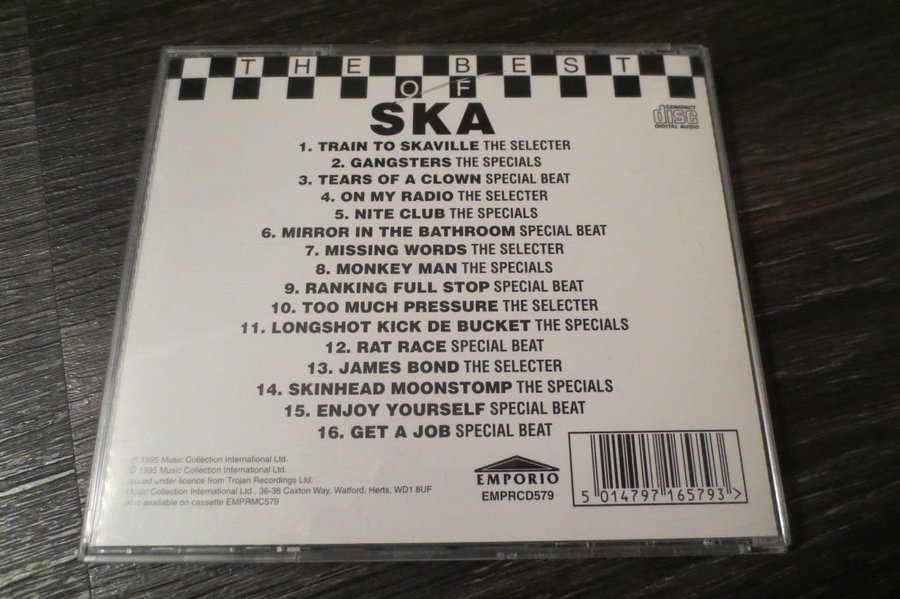 THE BEST
OF
SKA
COMPACT
disc
DIGITAL AUDIO
1. TRAIN TO SKAVILLE THE SELECTER
2. GANGSTERS THE SPECIALS
3. TEARS OF A CLOWN SPECIAL BEAT
4. ON MY RADIO THE SELECTER
5. NITE CLUB THE SPECIALS
6. MIRROR IN THE BATHROOM SPECIAL BEAT
7. MISSING WORDS THE SELECTER
8. MONKEY MAN THE SPECIALS
9. RANKING FULL STOP SPECIAL BEAT
10. TOO MUCH PRESSURE THE SELECTER
11. LONGSHOT KICK DE BUCKET THE SPECIALS
12. RAT RACE SPECIAL BEAT
13. JAMES BOND THE SELECTER
14. SKINHEAD MOONSTOMP THE SPECIALS
15. ENJOY YOURSELF SPECIAL BEAT
16. GET A JOB SPECIAL BEAT
℗ 1995 Music Collection International Ltd.
© 1995 Music Collection International Ltd.
Issued under licence from Trojan Recordings Ltd.
Music Collection International Ltd., 36-38 Caxton Way, Watford, Herts, WD1 8UF
Also available on cassette EMPRMC579
EMPORIO
EMPRCD579
5 014797 165793 >